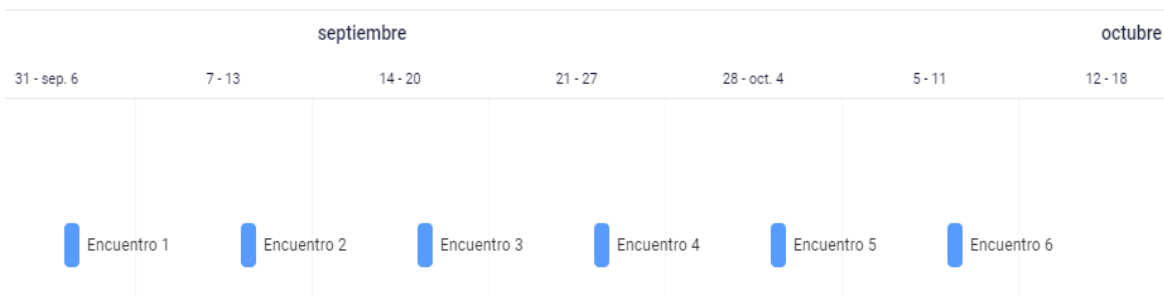 septiembre octubre
31 - sep. 6 7 - 13 14 - 20 21 - 27 28 - oct. 4 5 - 11 12 - 18
Encuentro 1 Encuentro 2 Encuentro 3 Encuentro 4 Encuentro 5 Encuentro 6